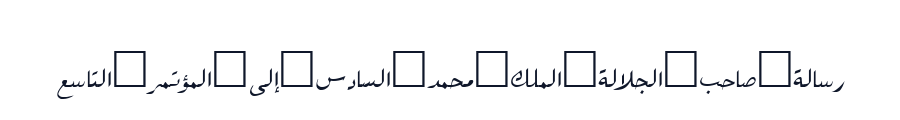 رسالة صاحب الجلالة الملك محمد السادس إلى المؤتمر التاسع